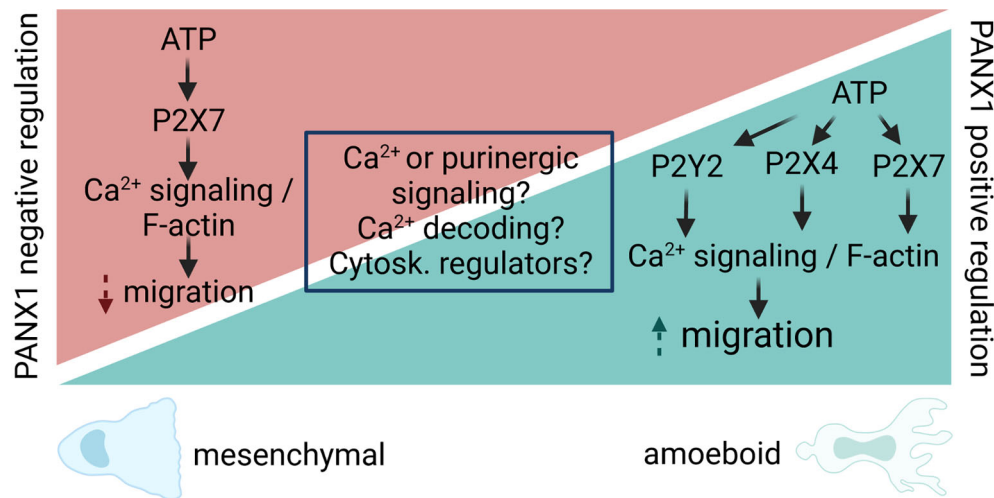 PANX1 negative regulation
ATP
P2X7
Ca²⁺ signaling /
F-actin
migration
Ca²⁺ or purinergic
signaling?
Ca²⁺ decoding?
Cytosk. regulators?
ATP
P2Y2 P2X4 P2X7
Ca²⁺ signaling / F-actin
migration
PANX1 positive regulation
mesenchymal
amoeboid